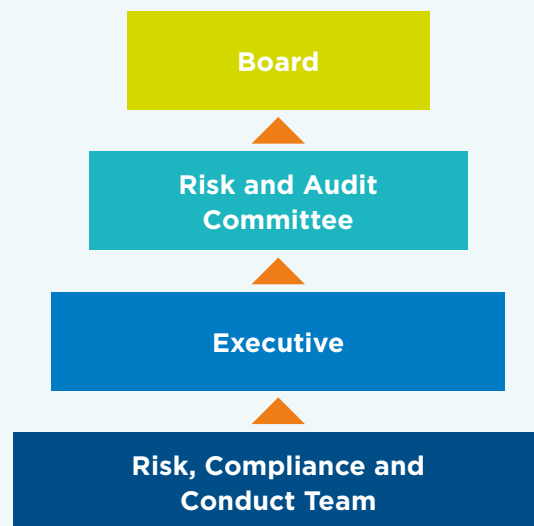 Board
Risk and Audit
Committee
Executive
Risk, Compliance and
Conduct Team